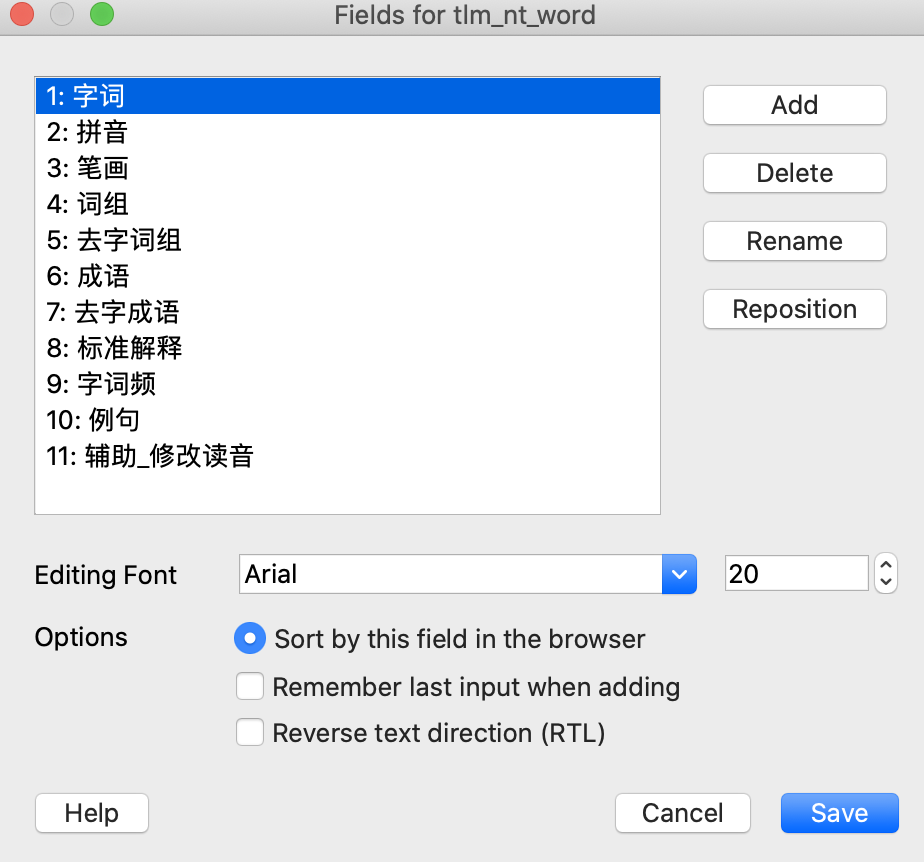 Fields for tlm_nt_word
1: 字词
Add
2: 拼音
3: 笔画
Delete
4: 词组
5: 去字词组
Rename
6: 成语
7: 去字成语
Reposition
8: 标准解释
9: 字词频
10: 例句
11: 辅助_修改读音
Editing Font
Arial
20
Options
Sort by this field in the browser
Remember last input when adding
Reverse text direction (RTL)
Help
Cancel
Save